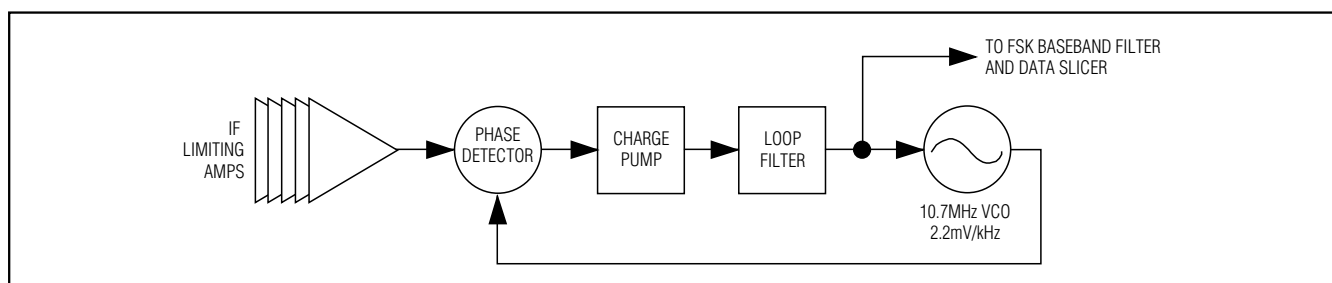 TO FSK BASEBAND FILTER
AND DATA SLICER
IF
LIMITING
AMPS
PHASE
DETECTOR
CHARGE
PUMP
LOOP
FILTER
10.7MHz VCO
2.2mV/kHz